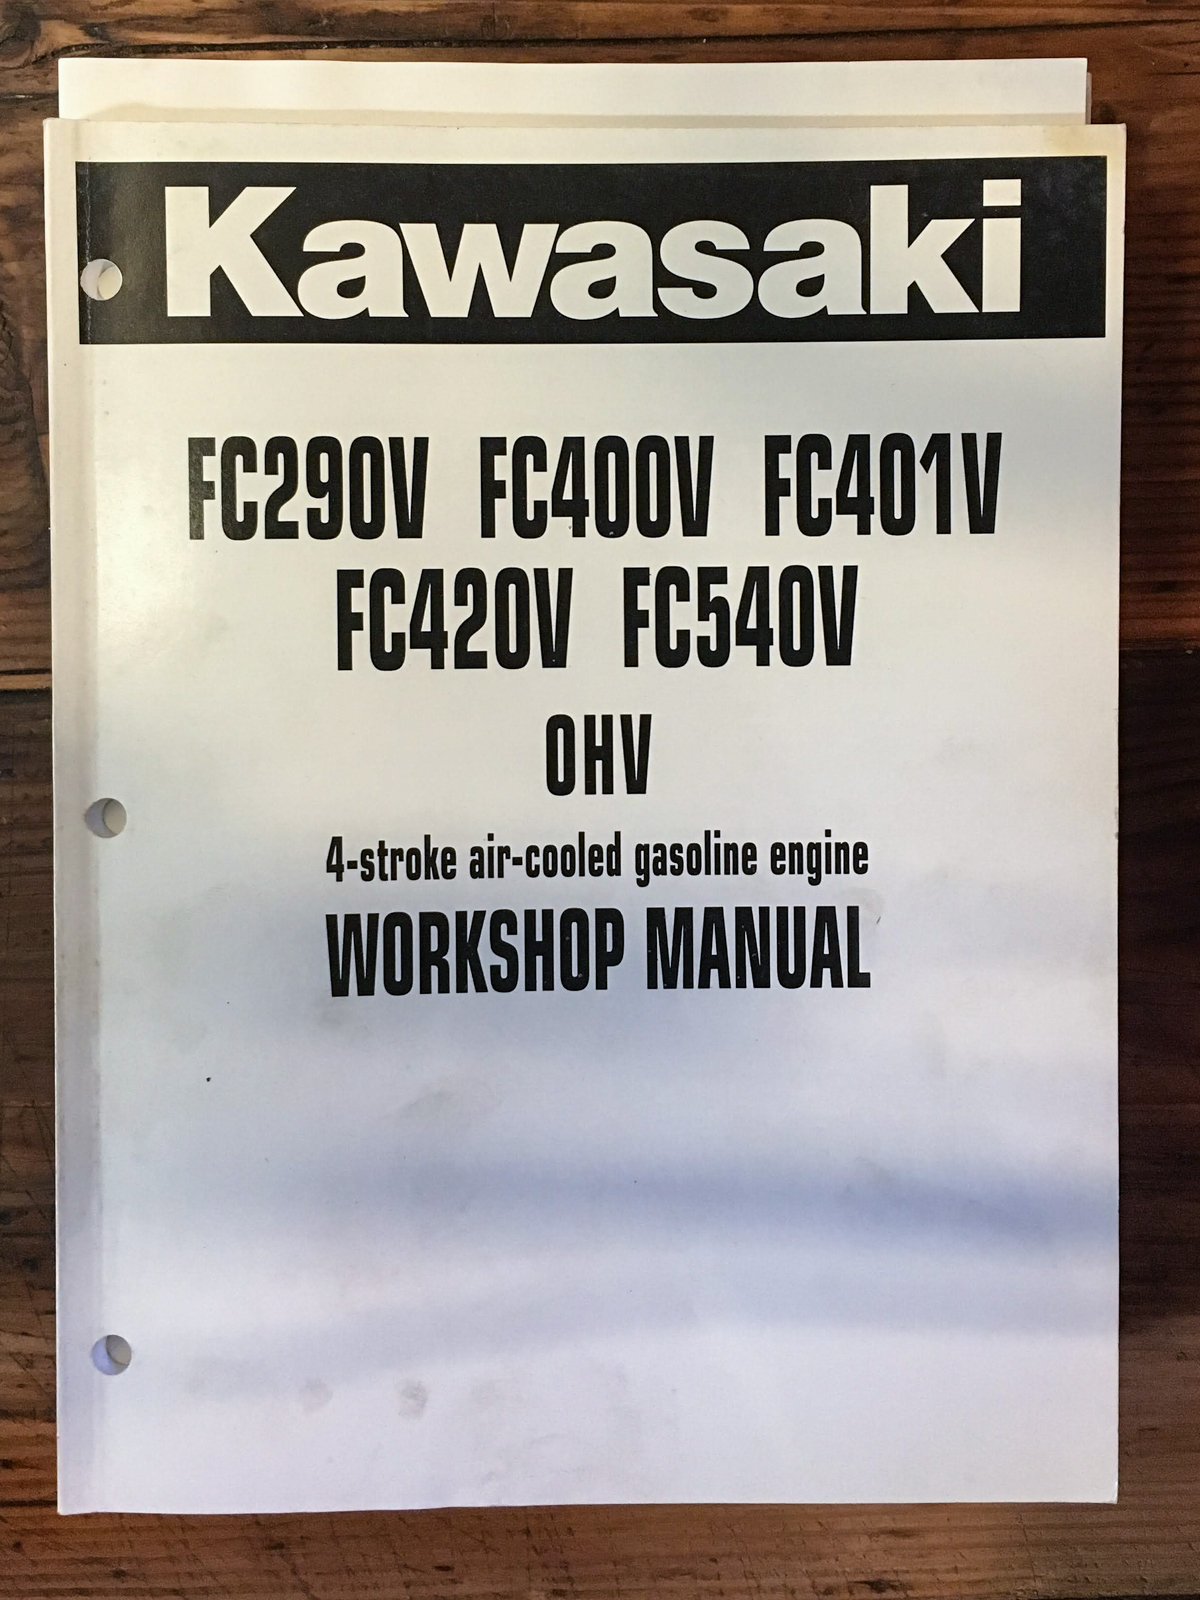 Kawasaki
FC290V FC400V FC401V
FC420V FC540V
OHV
4-stroke air-cooled gasoline engine
WORKSHOP MANUAL